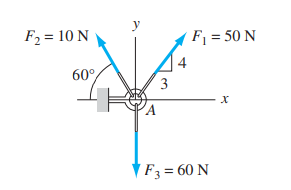 y
F₂ = 10 N
F₁ = 50 N
4
60°
3
x
A
F₃ = 60 N